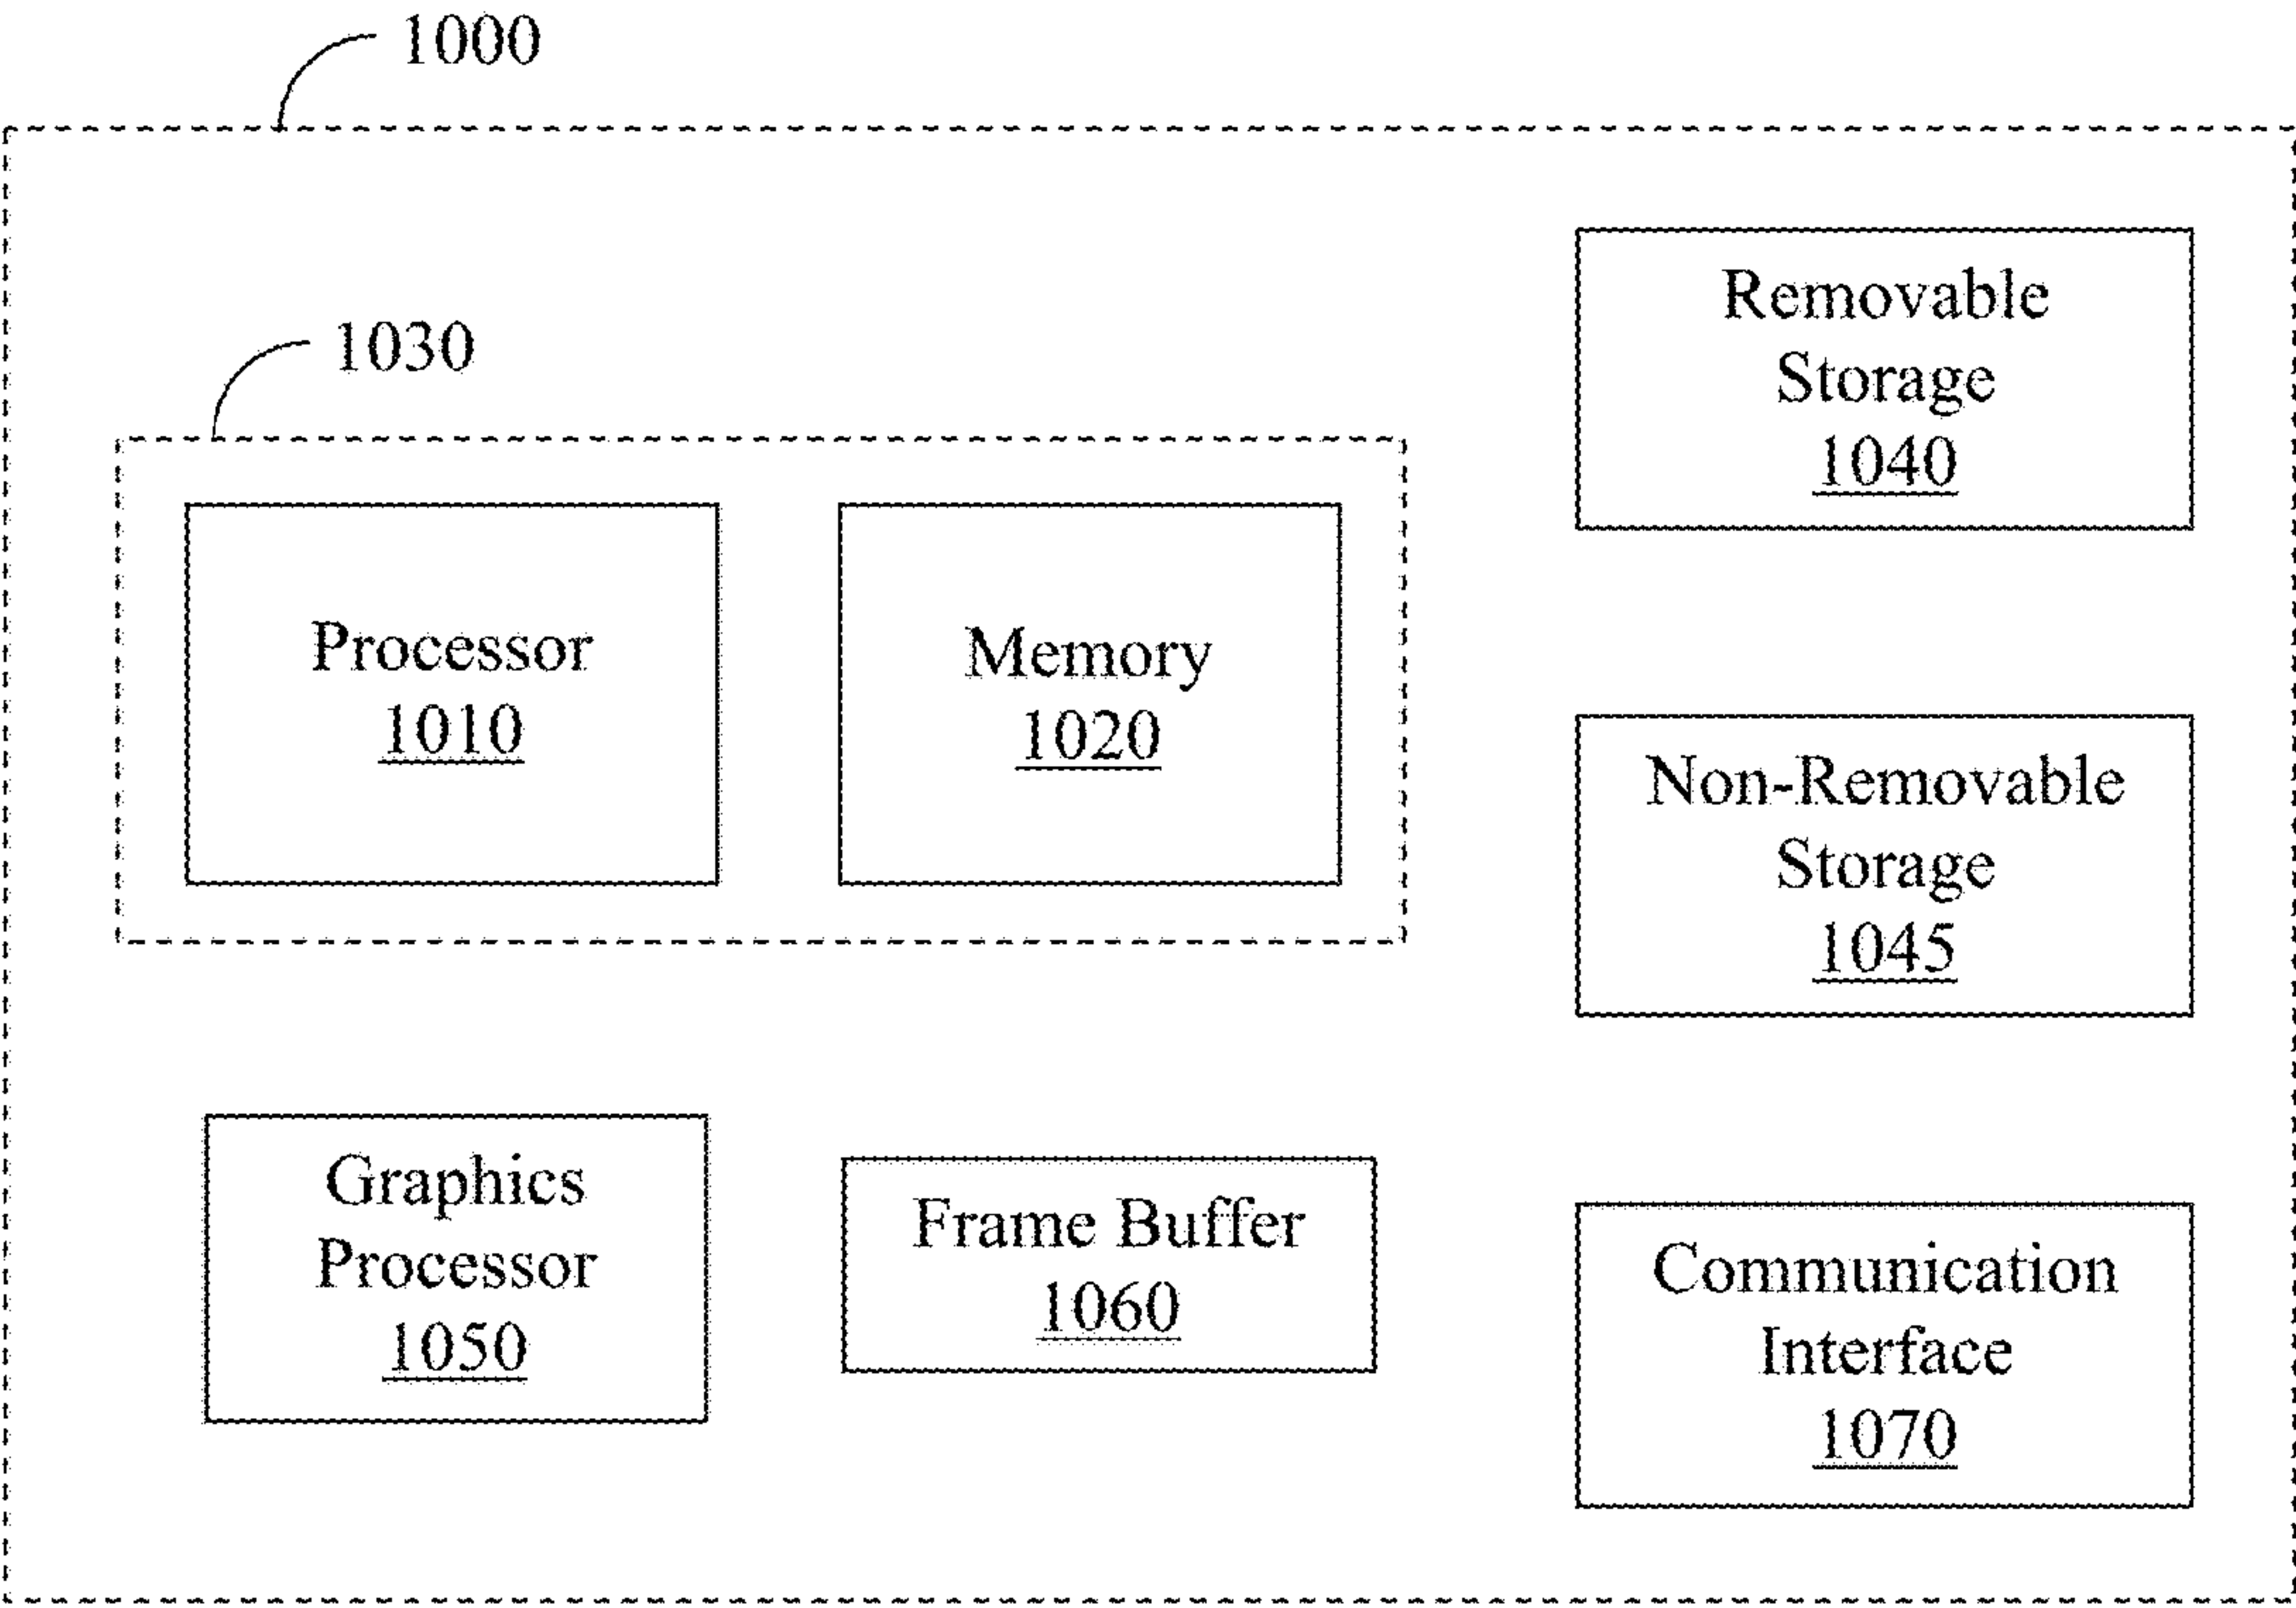 1000
1030
Processor
1010
Memory
1020
Removable
Storage
1040
Non-Removable
Storage
1045
Graphics
Processor
1050
Frame Buffer
1060
Communication
Interface
1070